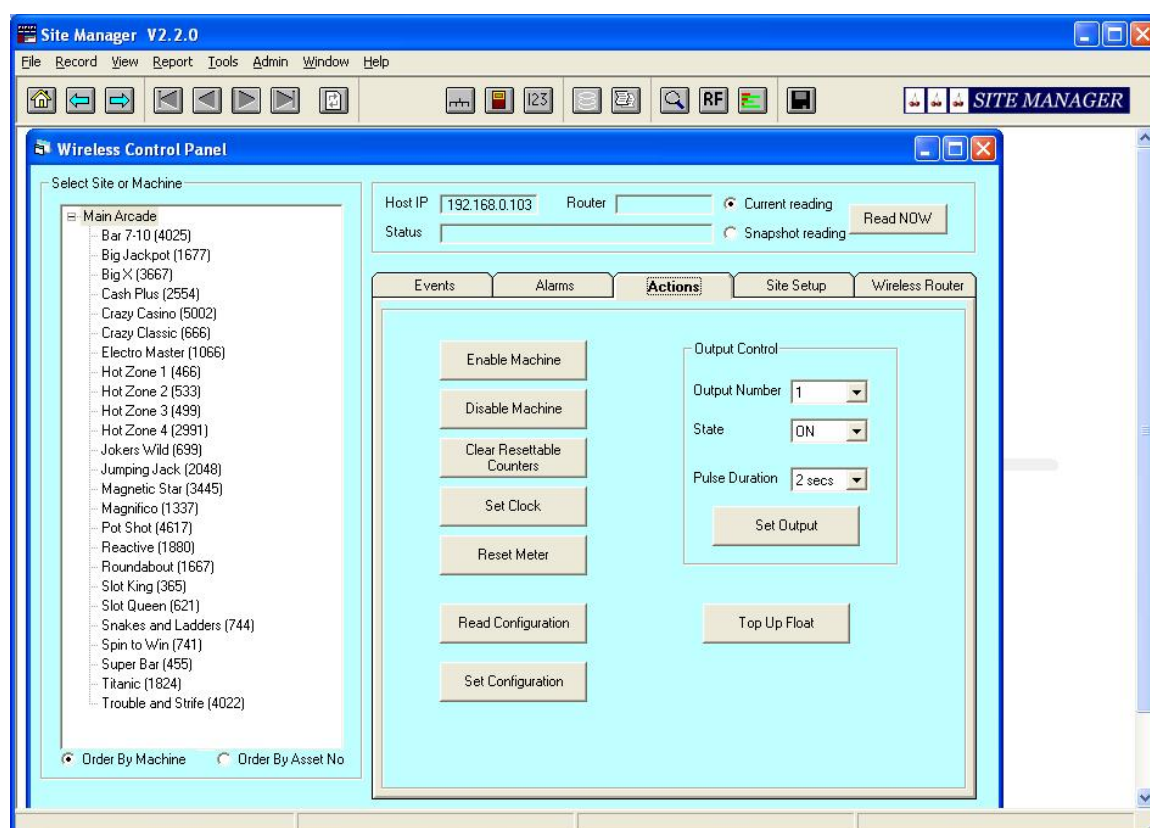 Site Manager V2.2.0
File Record View Report Tools Admin Window Help
123
RF
SITE MANAGER
Wireless Control Panel
Select Site or Machine
Main Arcade
Bar 7-10 (4025)
Big Jackpot (1677)
Big X (3667)
Cash Plus (2554)
Crazy Casino (5002)
Crazy Classic (666)
Electro Master (1066)
Hot Zone 1 (466)
Hot Zone 2 (533)
Hot Zone 3 (499)
Hot Zone 4 (2991)
Jokers Wild (699)
Jumping Jack (2048)
Magnetic Star (3445)
Magnifico (1337)
Pot Shot (4617)
Reactive (1880)
Roundabout (1667)
Slot King (365)
Slot Queen (621)
Snakes and Ladders (744)
Spin to Win (741)
Super Bar (455)
Titanic (1824)
Trouble and Strife (4022)
Order By Machine Order By Asset No
Host IP 192.168.0.103 Router Current reading
Read NOW
Status Snapshot reading
Events Alarms Actions Site Setup Wireless Router
Enable Machine
Disable Machine
Clear Resettable
Counters
Set Clock
Reset Meter
Read Configuration
Set Configuration
Output Control
Output Number 1
State ON
Pulse Duration 2 secs
Set Output
Top Up Float